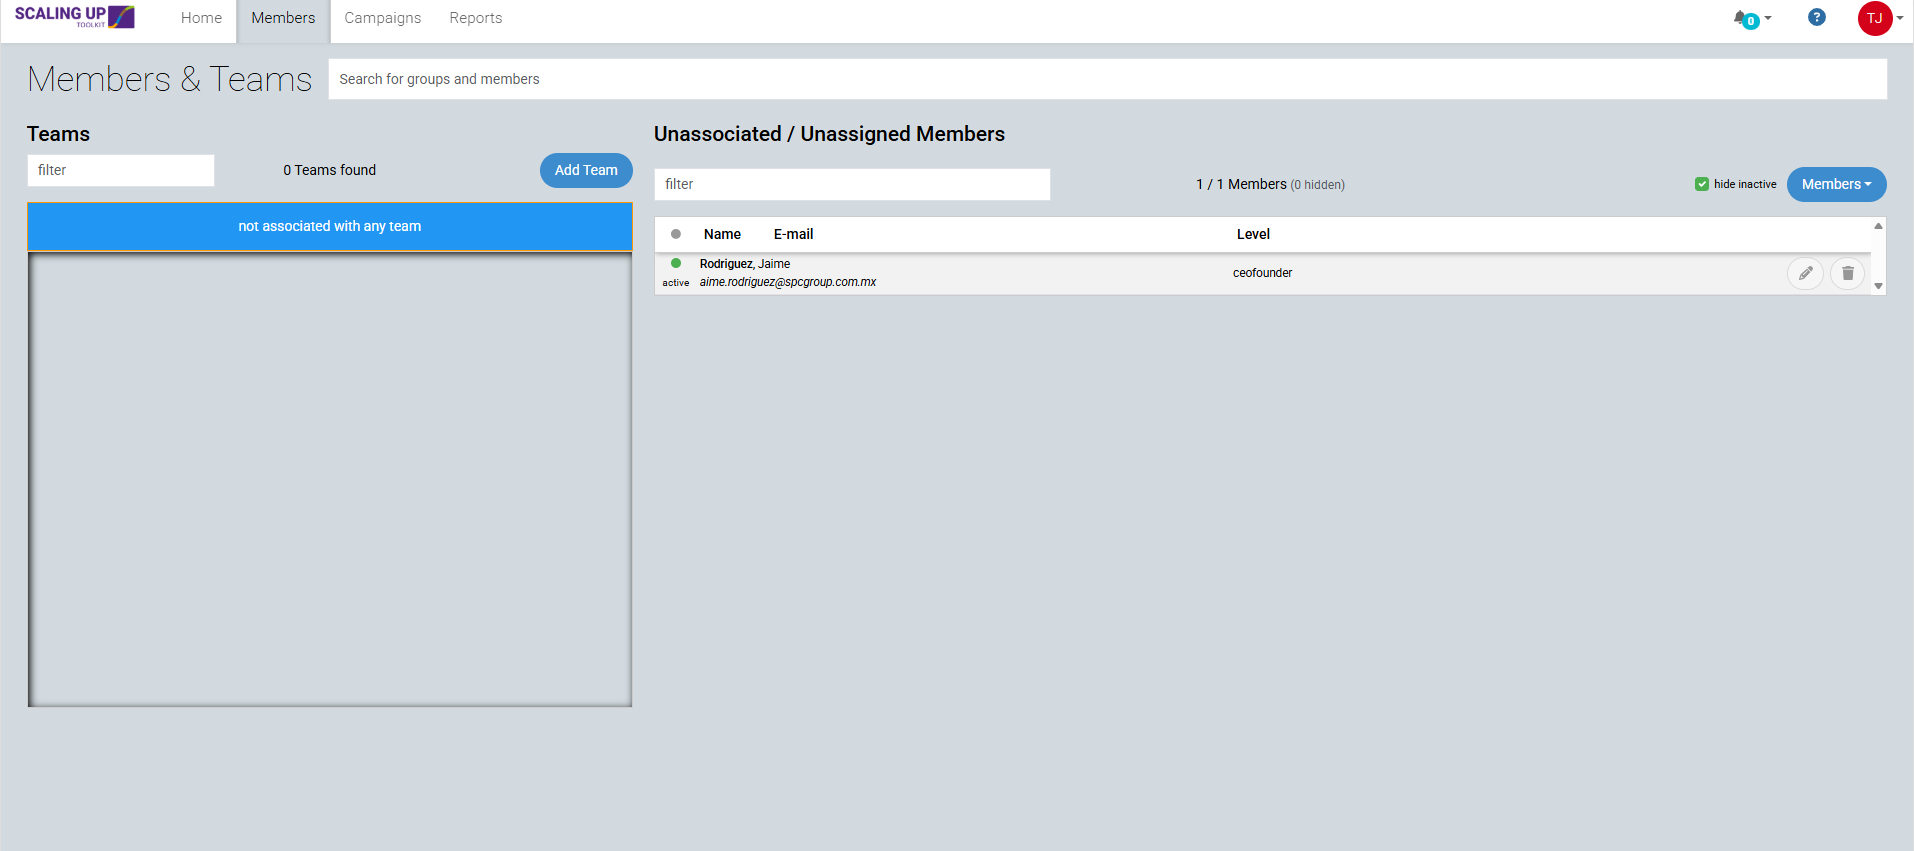 SCALING UP
TOOLKIT
Home
Members
Campaigns
Reports
0
?
TJ
Members & Teams
Search for groups and members
Teams
filter
0 Teams found
Add Team
not associated with any team
Unassociated / Unassigned Members
filter
1 / 1 Members (0 hidden)
hide inactive
Members
Name
E-mail
Level
Rodriguez, Jaime
active
aime.rodriguez@spcgroup.com.mx
ceofounder